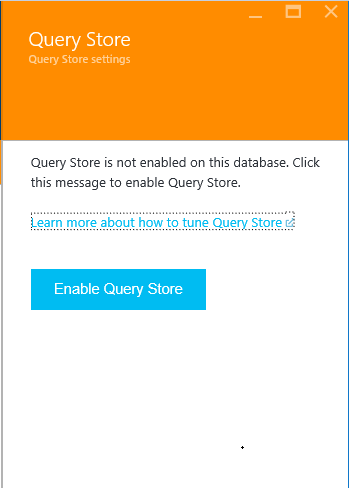 Query Store
Query Store settings
Query Store is not enabled on this database. Click
this message to enable Query Store.
Learn more about how to tune Query Store
Enable Query Store